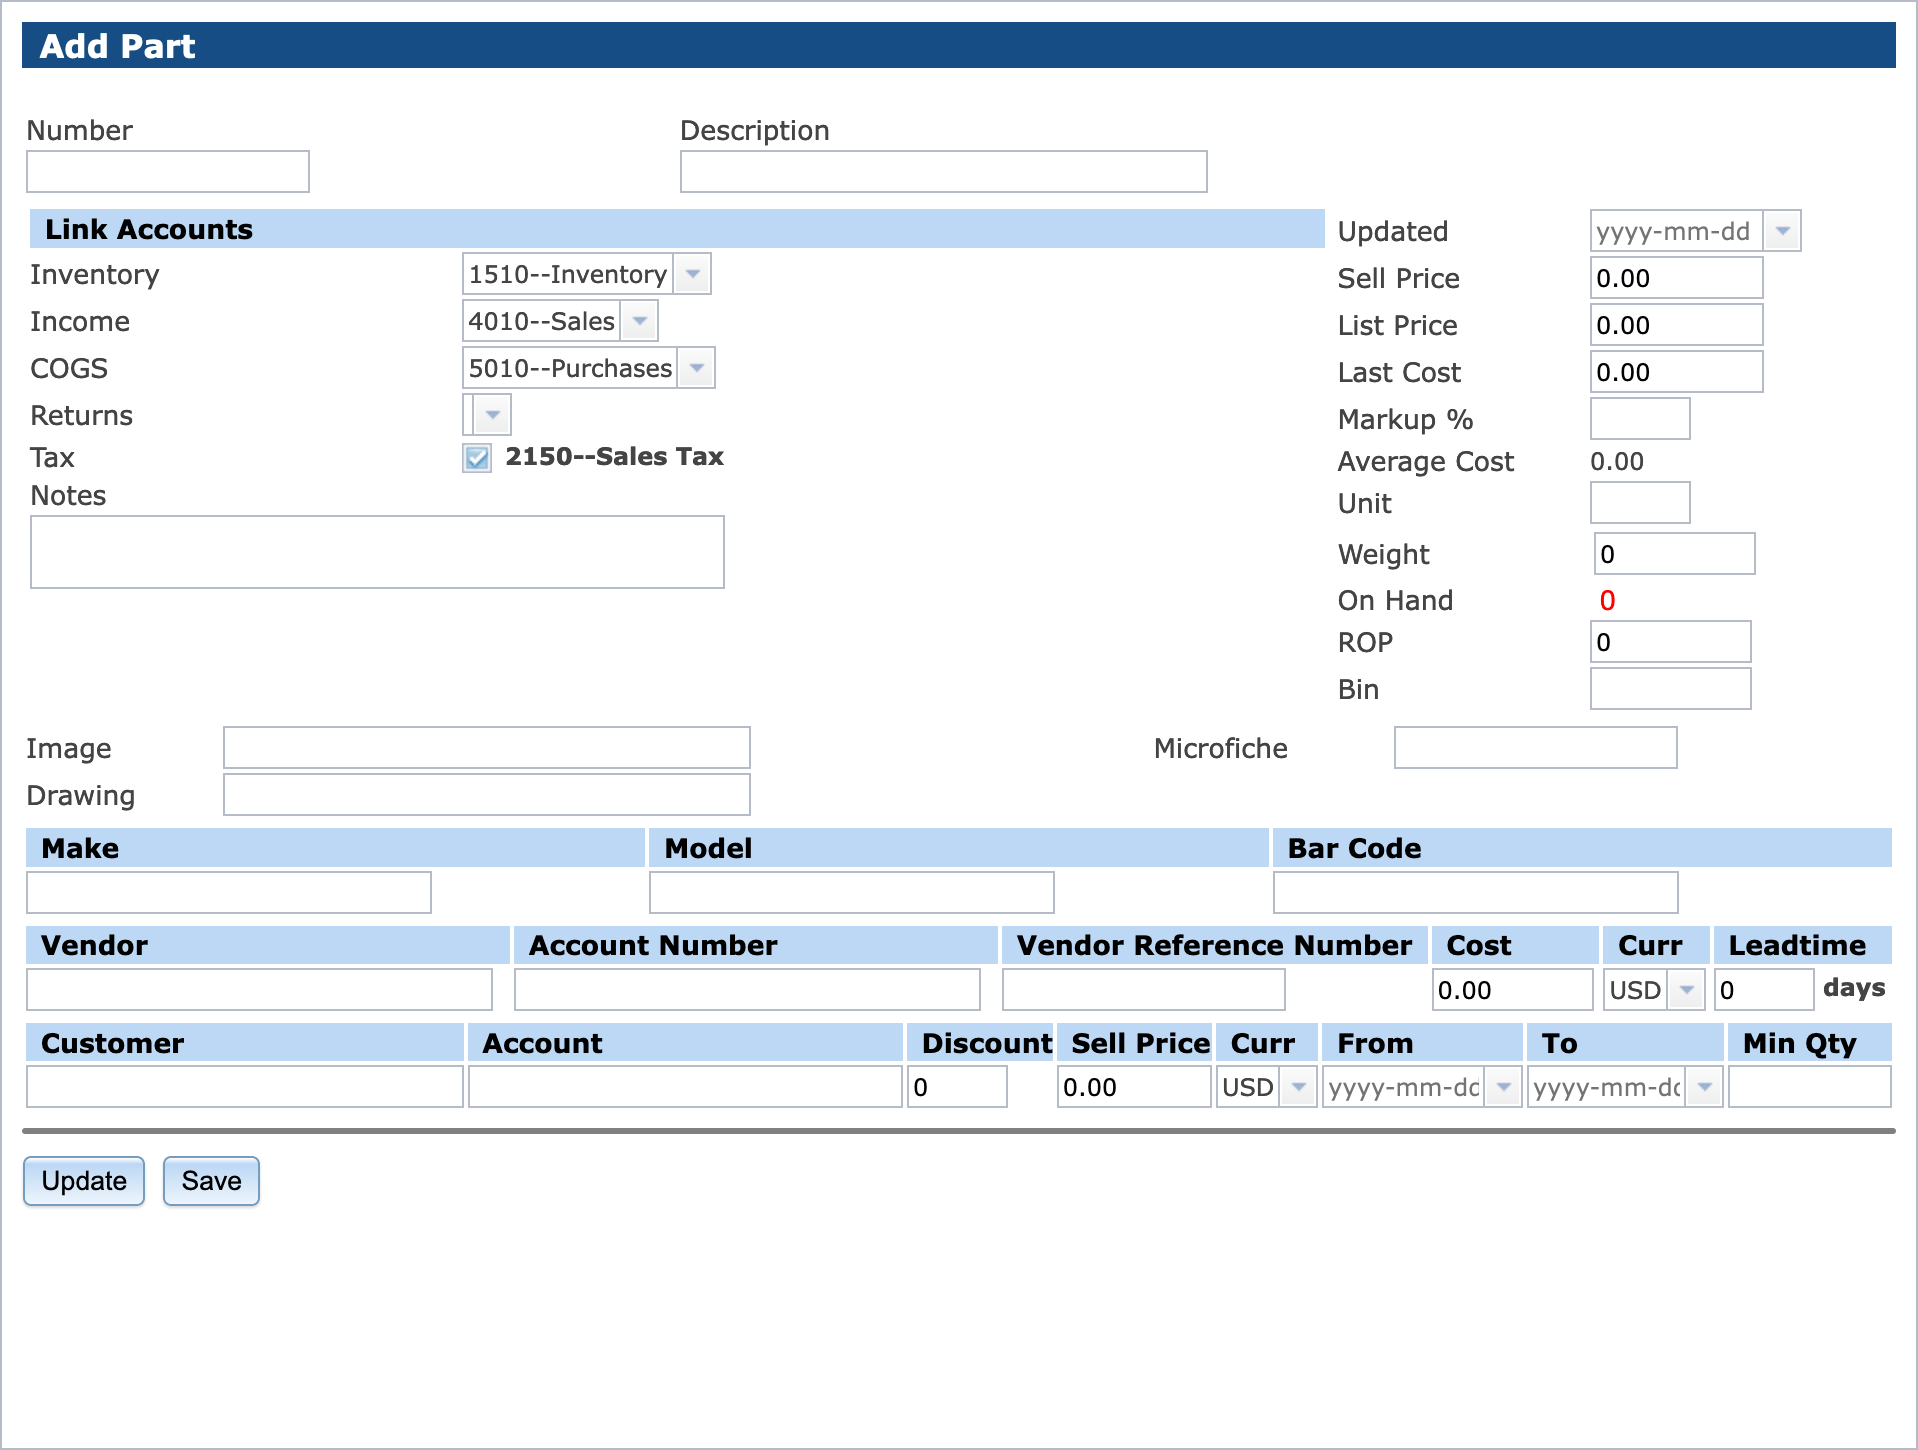 Add Part
Number Description
Link Accounts
Inventory 1510--Inventory
Income 4010--Sales
COGS 5010--Purchases
Returns
Tax 2150--Sales Tax
Notes
Updated yyyy-mm-dd
Sell Price 0.00
List Price 0.00
Last Cost 0.00
Markup %
Average Cost 0.00
Unit
Weight 0
On Hand 0
ROP 0
Bin
Image Microfiche
Drawing
Make Model Bar Code
Vendor Account Number Vendor Reference Number Cost Curr Leadtime
0.00 USD 0 days
Customer Account Discount Sell Price Curr From To Min Qty
0 0.00 USD yyyy-mm-dd yyyy-mm-dd
Update Save